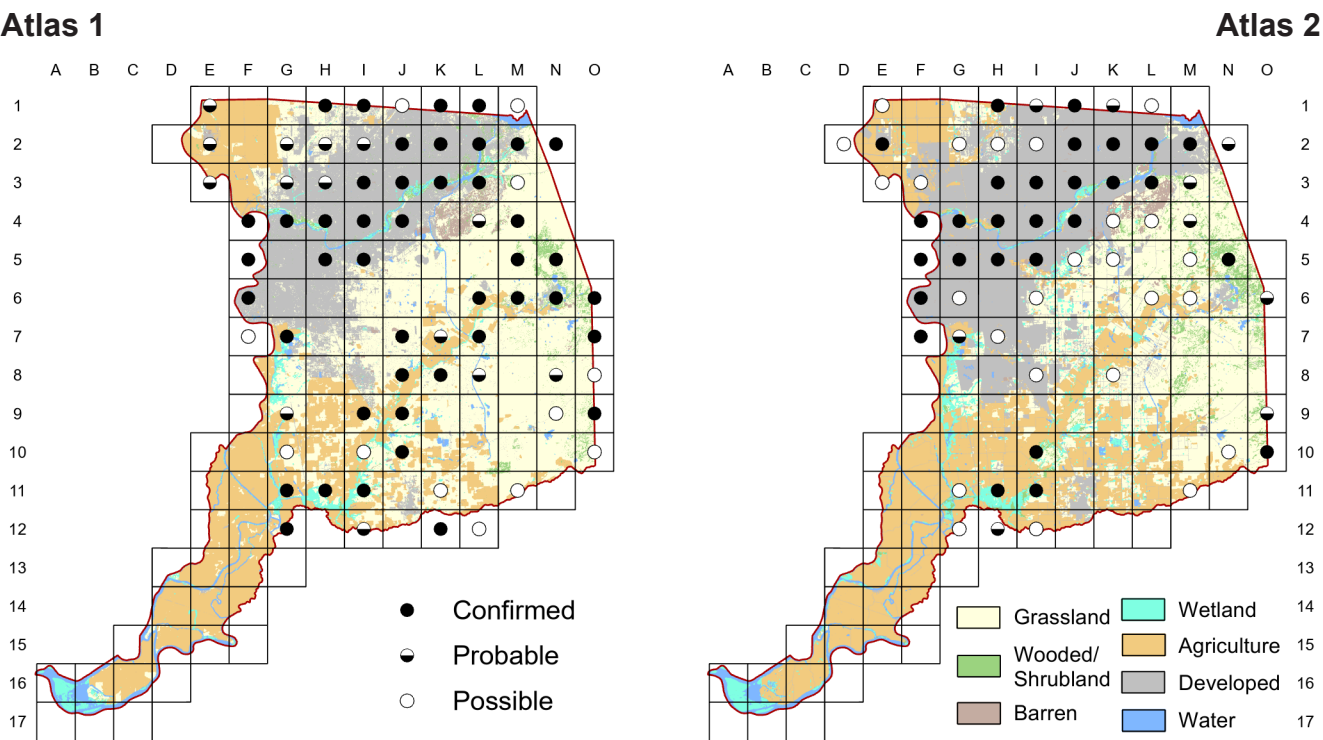 Atlas 1
Atlas 2
A B C D E F G H I J K L M N O
A B C D E F G H I J K L M N O
1 1
2 2
3 3
4 4
5 5
6 6
7 7
8 8
9 9
10 10
11 11
12 12
13 13
14 14
15 15
16 16
17 17
Confirmed
Probable
Possible
Grassland
Wooded/
Shrubland
Barren
Wetland
Agriculture
Developed
Water